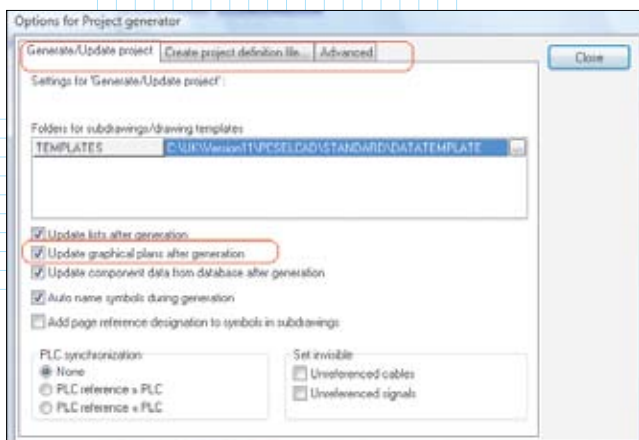 Options for Project generator
Generate/Update project Create project definition file... Advanced
Close
Settings for 'Generate/Update project':
Folders for subdrawings/drawing templates
TEMPLATES C:\UK\Version11\PCSELCAD\STANDARD\DATATEMPLATE ...
Update lists after generation
Update graphical plans after generation
Update component data from database after generation
Auto name symbols during generation
Add page reference designation to symbols in subdrawings
PLC synchronization
None
PLC reference » PLC
PLC reference « PLC
Set invisible
Unreferenced cables
Unreferenced signals